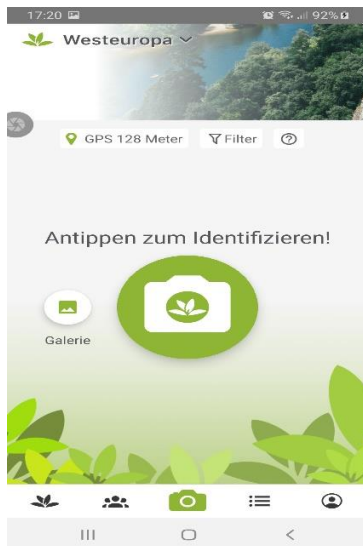 17:20 92%
Westeuropa
GPS 128 Meter Filter ?
Antippen zum Identifizieren!
Galerie